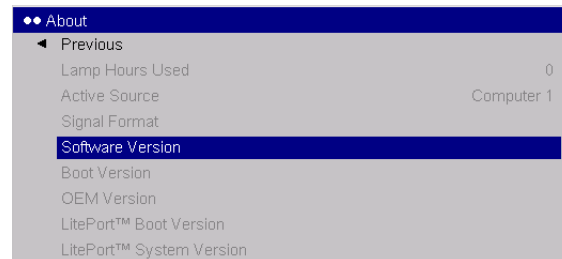 About
Previous
Lamp Hours Used 0
Active Source Computer 1
Signal Format
Software Version
Boot Version
OEM Version
LitePort™ Boot Version
LitePort™ System Version